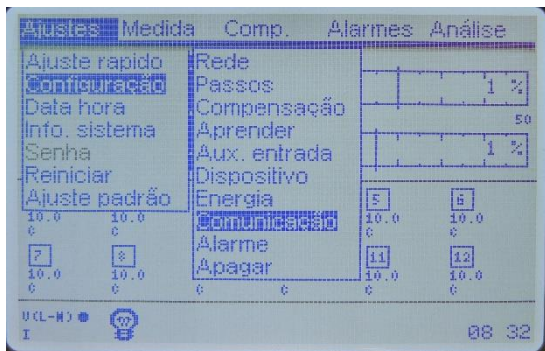 Ajustes Medida Comp. Alarmes Análise
Ajuste rapido
Configuração
Data hora
Info. sistema
Senha
Reiniciar
Ajuste padrão
Rede
Passos
Compensação
Aprender
Aux. entrada
Dispositivo
Energia
Comunicação
Alarme
Apagar
1 %
50
1 %
5 6
10.0 10.0 10.0 10.0
C C C C
7 8 11 12
10.0 10.0 10.0 10.0
C C C C C C
U(L-N)
I
08 32